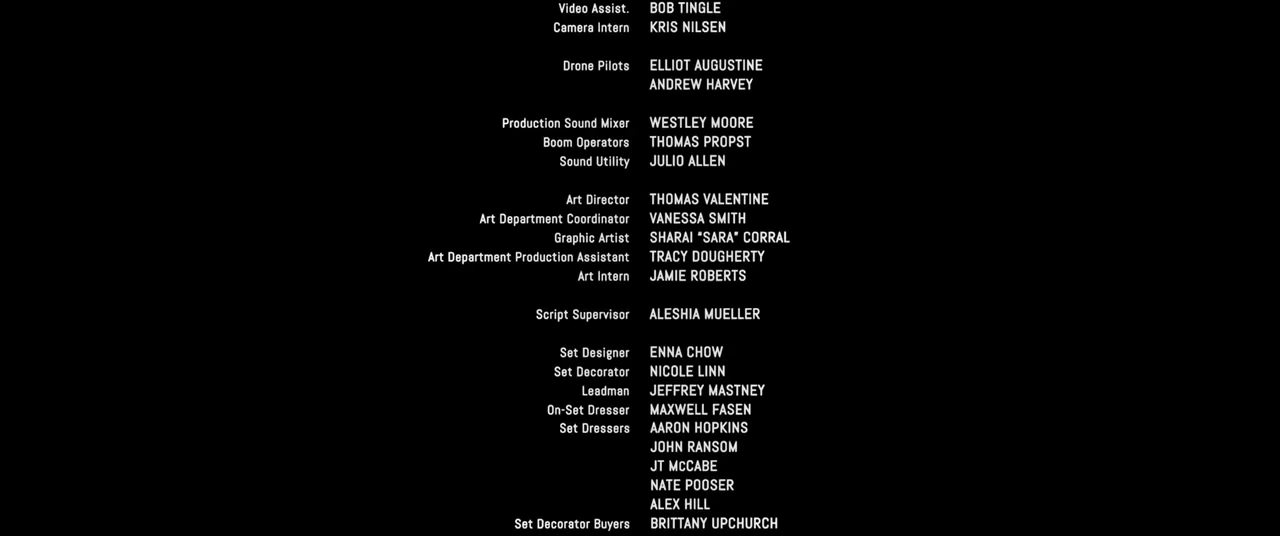 Video Assist. BOB TINGLE
Camera Intern KRIS NILSEN
Drone Pilots ELLIOT AUGUSTINE
ANDREW HARVEY
Production Sound Mixer WESTLEY MOORE
Boom Operators THOMAS PROPST
Sound Utility JULIO ALLEN
Art Director THOMAS VALENTINE
Art Department Coordinator VANESSA SMITH
Graphic Artist SHARAI “SARA” CORRAL
Art Department Production Assistant TRACY DOUGHERTY
Art Intern JAMIE ROBERTS
Script Supervisor ALESHIA MUELLER
Set Designer ENNA CHOW
Set Decorator NICOLE LINN
Leadman JEFFREY MASTNEY
On-Set Dresser MAXWELL FASEN
Set Dressers AARON HOPKINS
JOHN RANSOM
JT McCABE
NATE POOSER
ALEX HILL
Set Decorator Buyers BRITTANY UPCHURCH